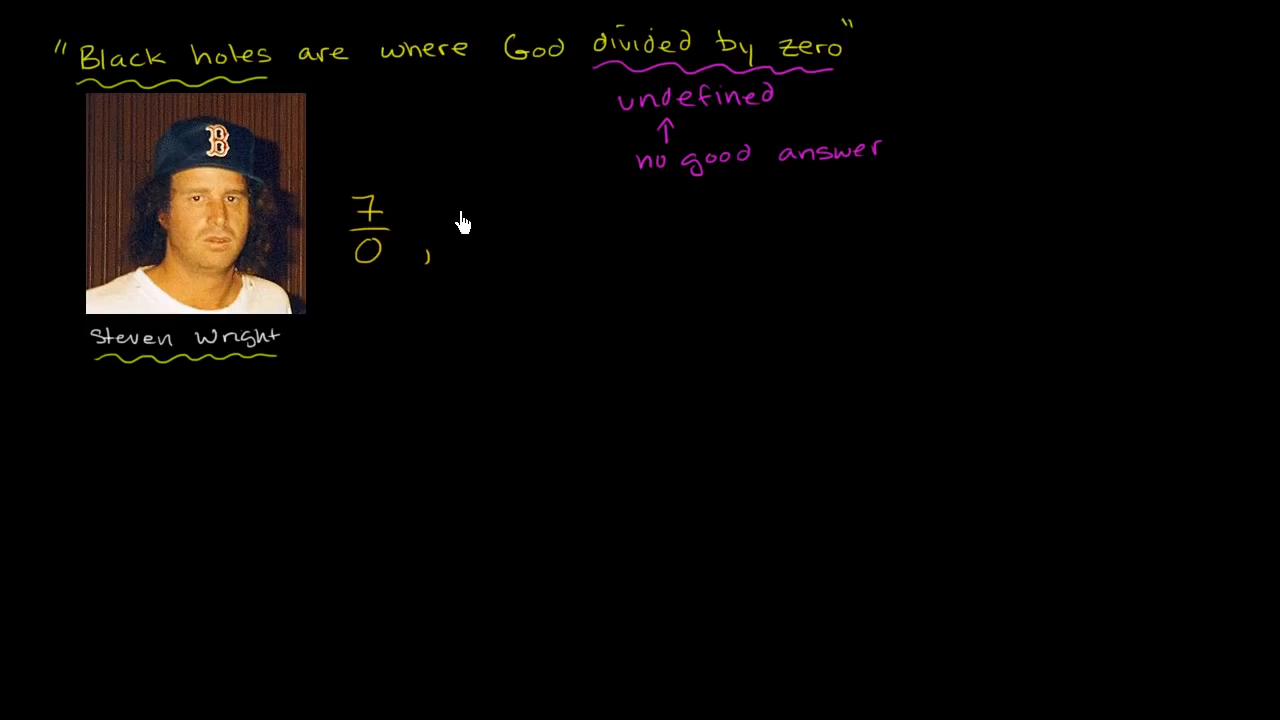 "Black holes are where God divided by zero"
undefined
↑
no good answer
B
7
0 ,
Steven Wright